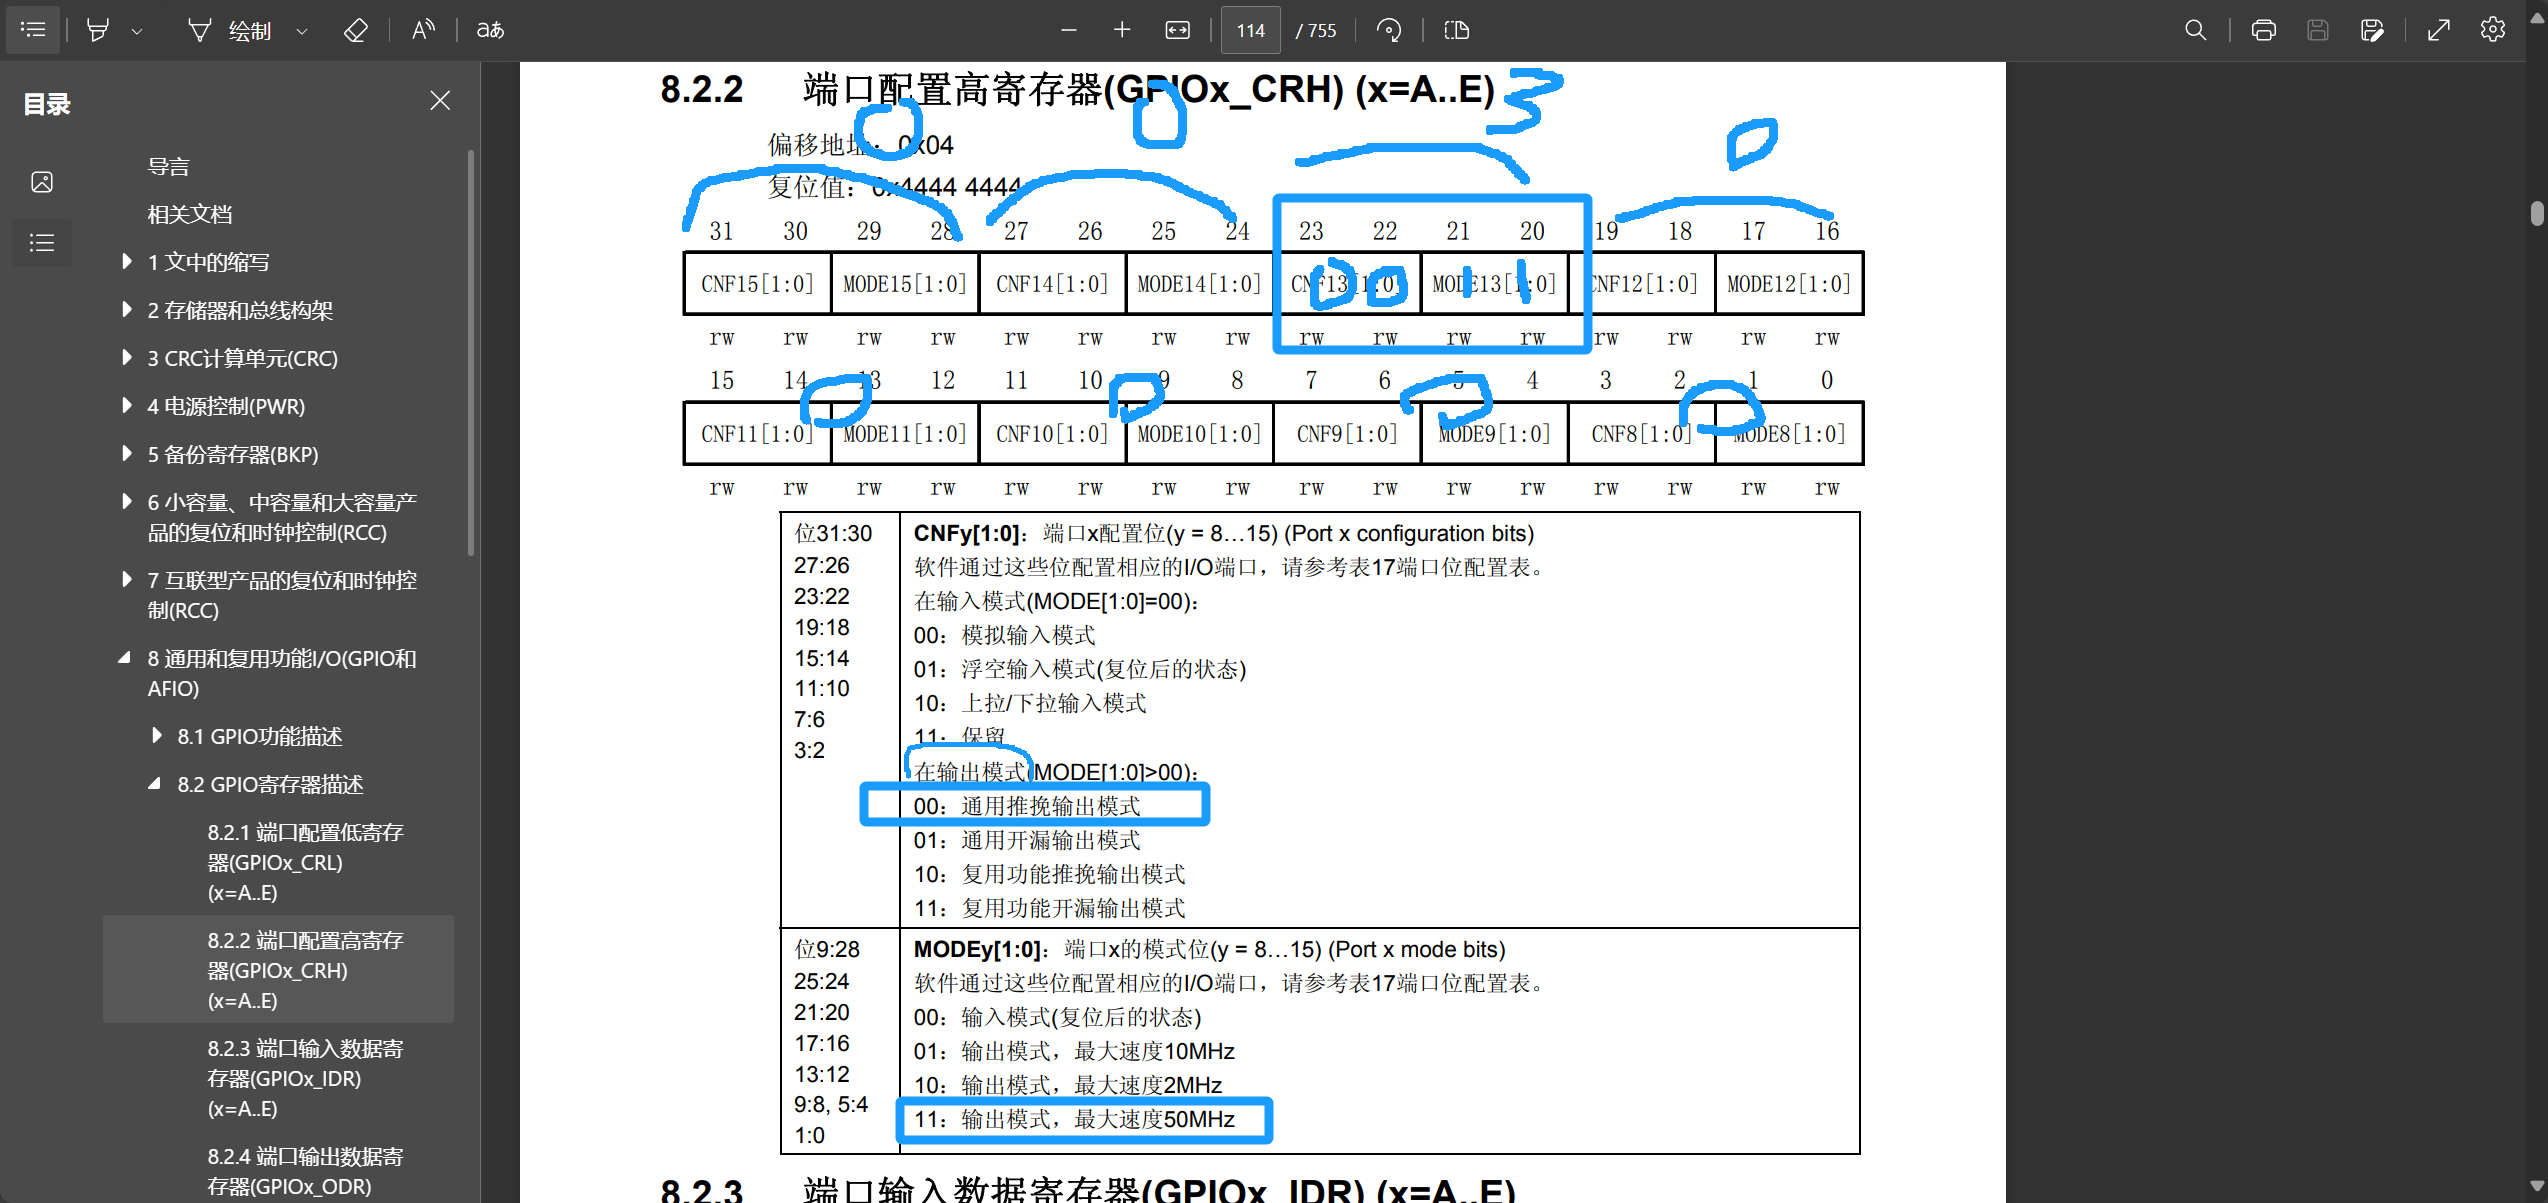 绘制
aあ
114
/ 755
目录
导言
相关文档
1 文中的缩写
2 存储器和总线构架
3 CRC计算单元(CRC)
4 电源控制(PWR)
5 备份寄存器(BKP)
6 小容量、中容量和大容量产
品的复位和时钟控制(RCC)
7 互联型产品的复位和时钟控
制(RCC)
8 通用和复用功能I/O(GPIO和
AFIO)
8.1 GPIO功能描述
8.2 GPIO寄存器描述
8.2.1 端口配置低寄存
器(GPIOx_CRL)
(x=A..E)
8.2.2 端口配置高寄存
器(GPIOx_CRH)
(x=A..E)
8.2.3 端口输入数据寄
存器(GPIOx_IDR)
(x=A..E)
8.2.4 端口输出数据寄
存器(GPIOx_ODR)
8.2.2 端口配置高寄存器(GPIOx_CRH) (x=A..E) 3
0 0 0
偏移地址：0x04
复位值：0x4444 4444
31 30 29 28 27 26 25 24 23 22 21 20 19 18 17 16
CNF15[1:0] MODE15[1:0] CNF14[1:0] MODE14[1:0] CNF13[1:0] MODE13[1:0] CNF12[1:0] MODE12[1:0]
0 0 1 1
rw rw rw rw rw rw rw rw rw rw rw rw rw rw rw rw
15 14 13 12 11 10 9 8 7 6 5 4 3 2 1 0
0 0 0 0
CNF11[1:0] MODE11[1:0] CNF10[1:0] MODE10[1:0] CNF9[1:0] MODE9[1:0] CNF8[1:0] MODE8[1:0]
rw rw rw rw rw rw rw rw rw rw rw rw rw rw rw rw
位31:30
27:26
23:22
19:18
15:14
11:10
7:6
3:2
CNFy[1:0]：端口x配置位(y = 8…15) (Port x configuration bits)
软件通过这些位配置相应的I/O端口，请参考表17端口位配置表。
在输入模式(MODE[1:0]=00)：
00：模拟输入模式
01：浮空输入模式(复位后的状态)
10：上拉/下拉输入模式
11：保留
在输出模式(MODE[1:0]>00)：
00：通用推挽输出模式
01：通用开漏输出模式
10：复用功能推挽输出模式
11：复用功能开漏输出模式
位9:28
25:24
21:20
17:16
13:12
9:8, 5:4
1:0
MODEy[1:0]：端口x的模式位(y = 8…15) (Port x mode bits)
软件通过这些位配置相应的I/O端口，请参考表17端口位配置表。
00：输入模式(复位后的状态)
01：输出模式，最大速度10MHz
10：输出模式，最大速度2MHz
11：输出模式，最大速度50MHz
8.2.3 端口输入数据寄存器(GPIOx_IDR) (x=A..E)